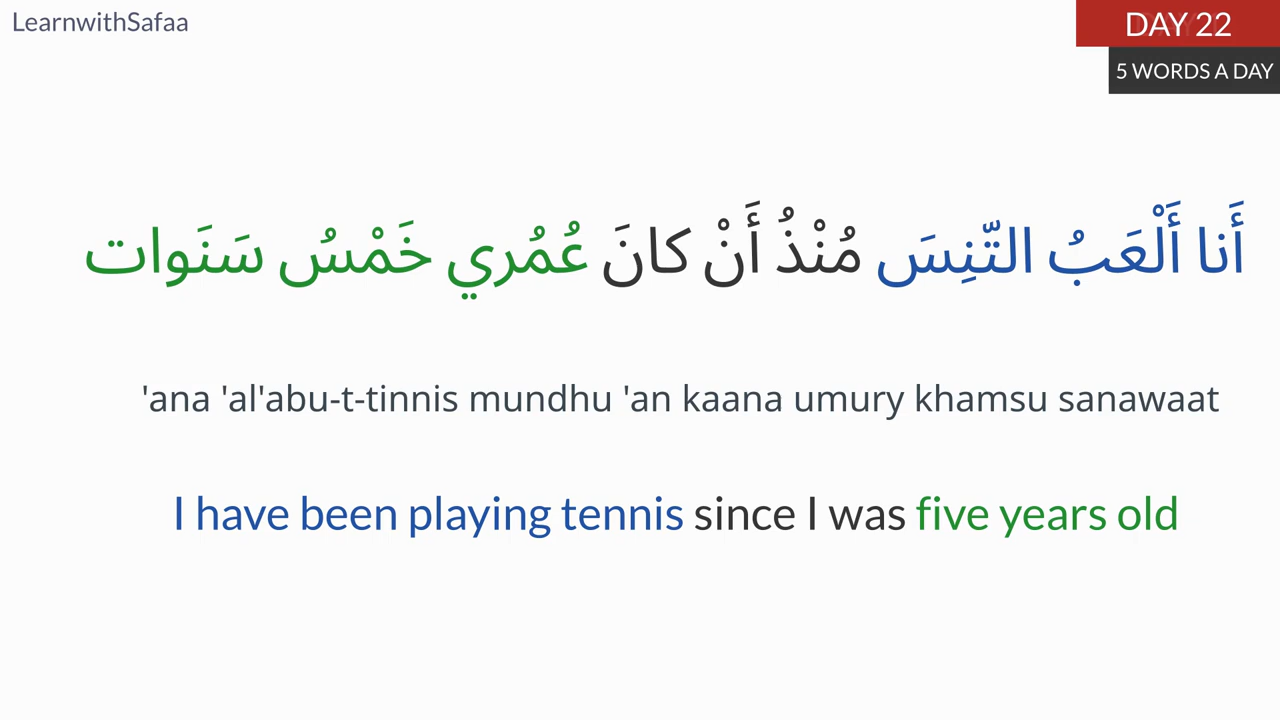 LearnwithSafaa
DAY 22
5 WORDS A DAY
أَنا أَلْعَبُ التّنِسَ مُنْذُ أَنْ كانَ عُمُري خَمْسُ سَنَوات
'ana 'al'abu-t-tinnis mundhu 'an kaana umury khamsu sanawaat
I have been playing tennis since I was five years old